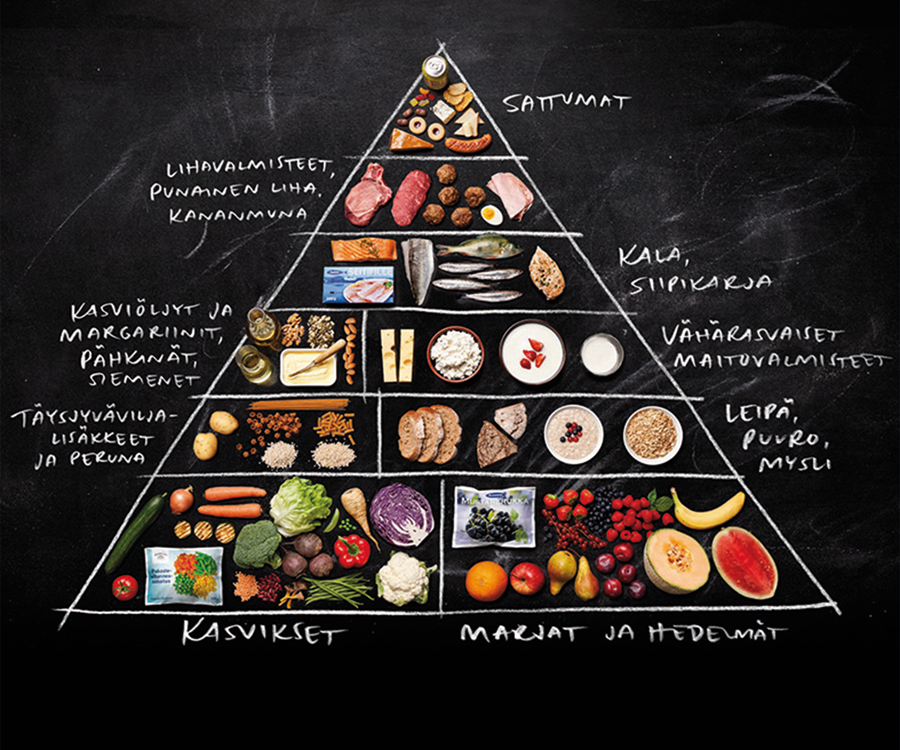 SATTUMAT
LIHAVALMISTEET,
PUNAINEN LIHA,
KANANMUNA
KALA,
SIIPIKARJA
KASVIÖLJYT JA
MARGARIINIT,
PÄHKINÄT,
SIEMENET
VÄHÄRASVAISET
MAITOVALMISTEET
TÄYSJYVÄVILJA-
LISÄKKEET
JA PERUNA
LEIPÄ,
PUURO,
MYSLI
KASVIKSET
MARJAT JA HEDELMÄT